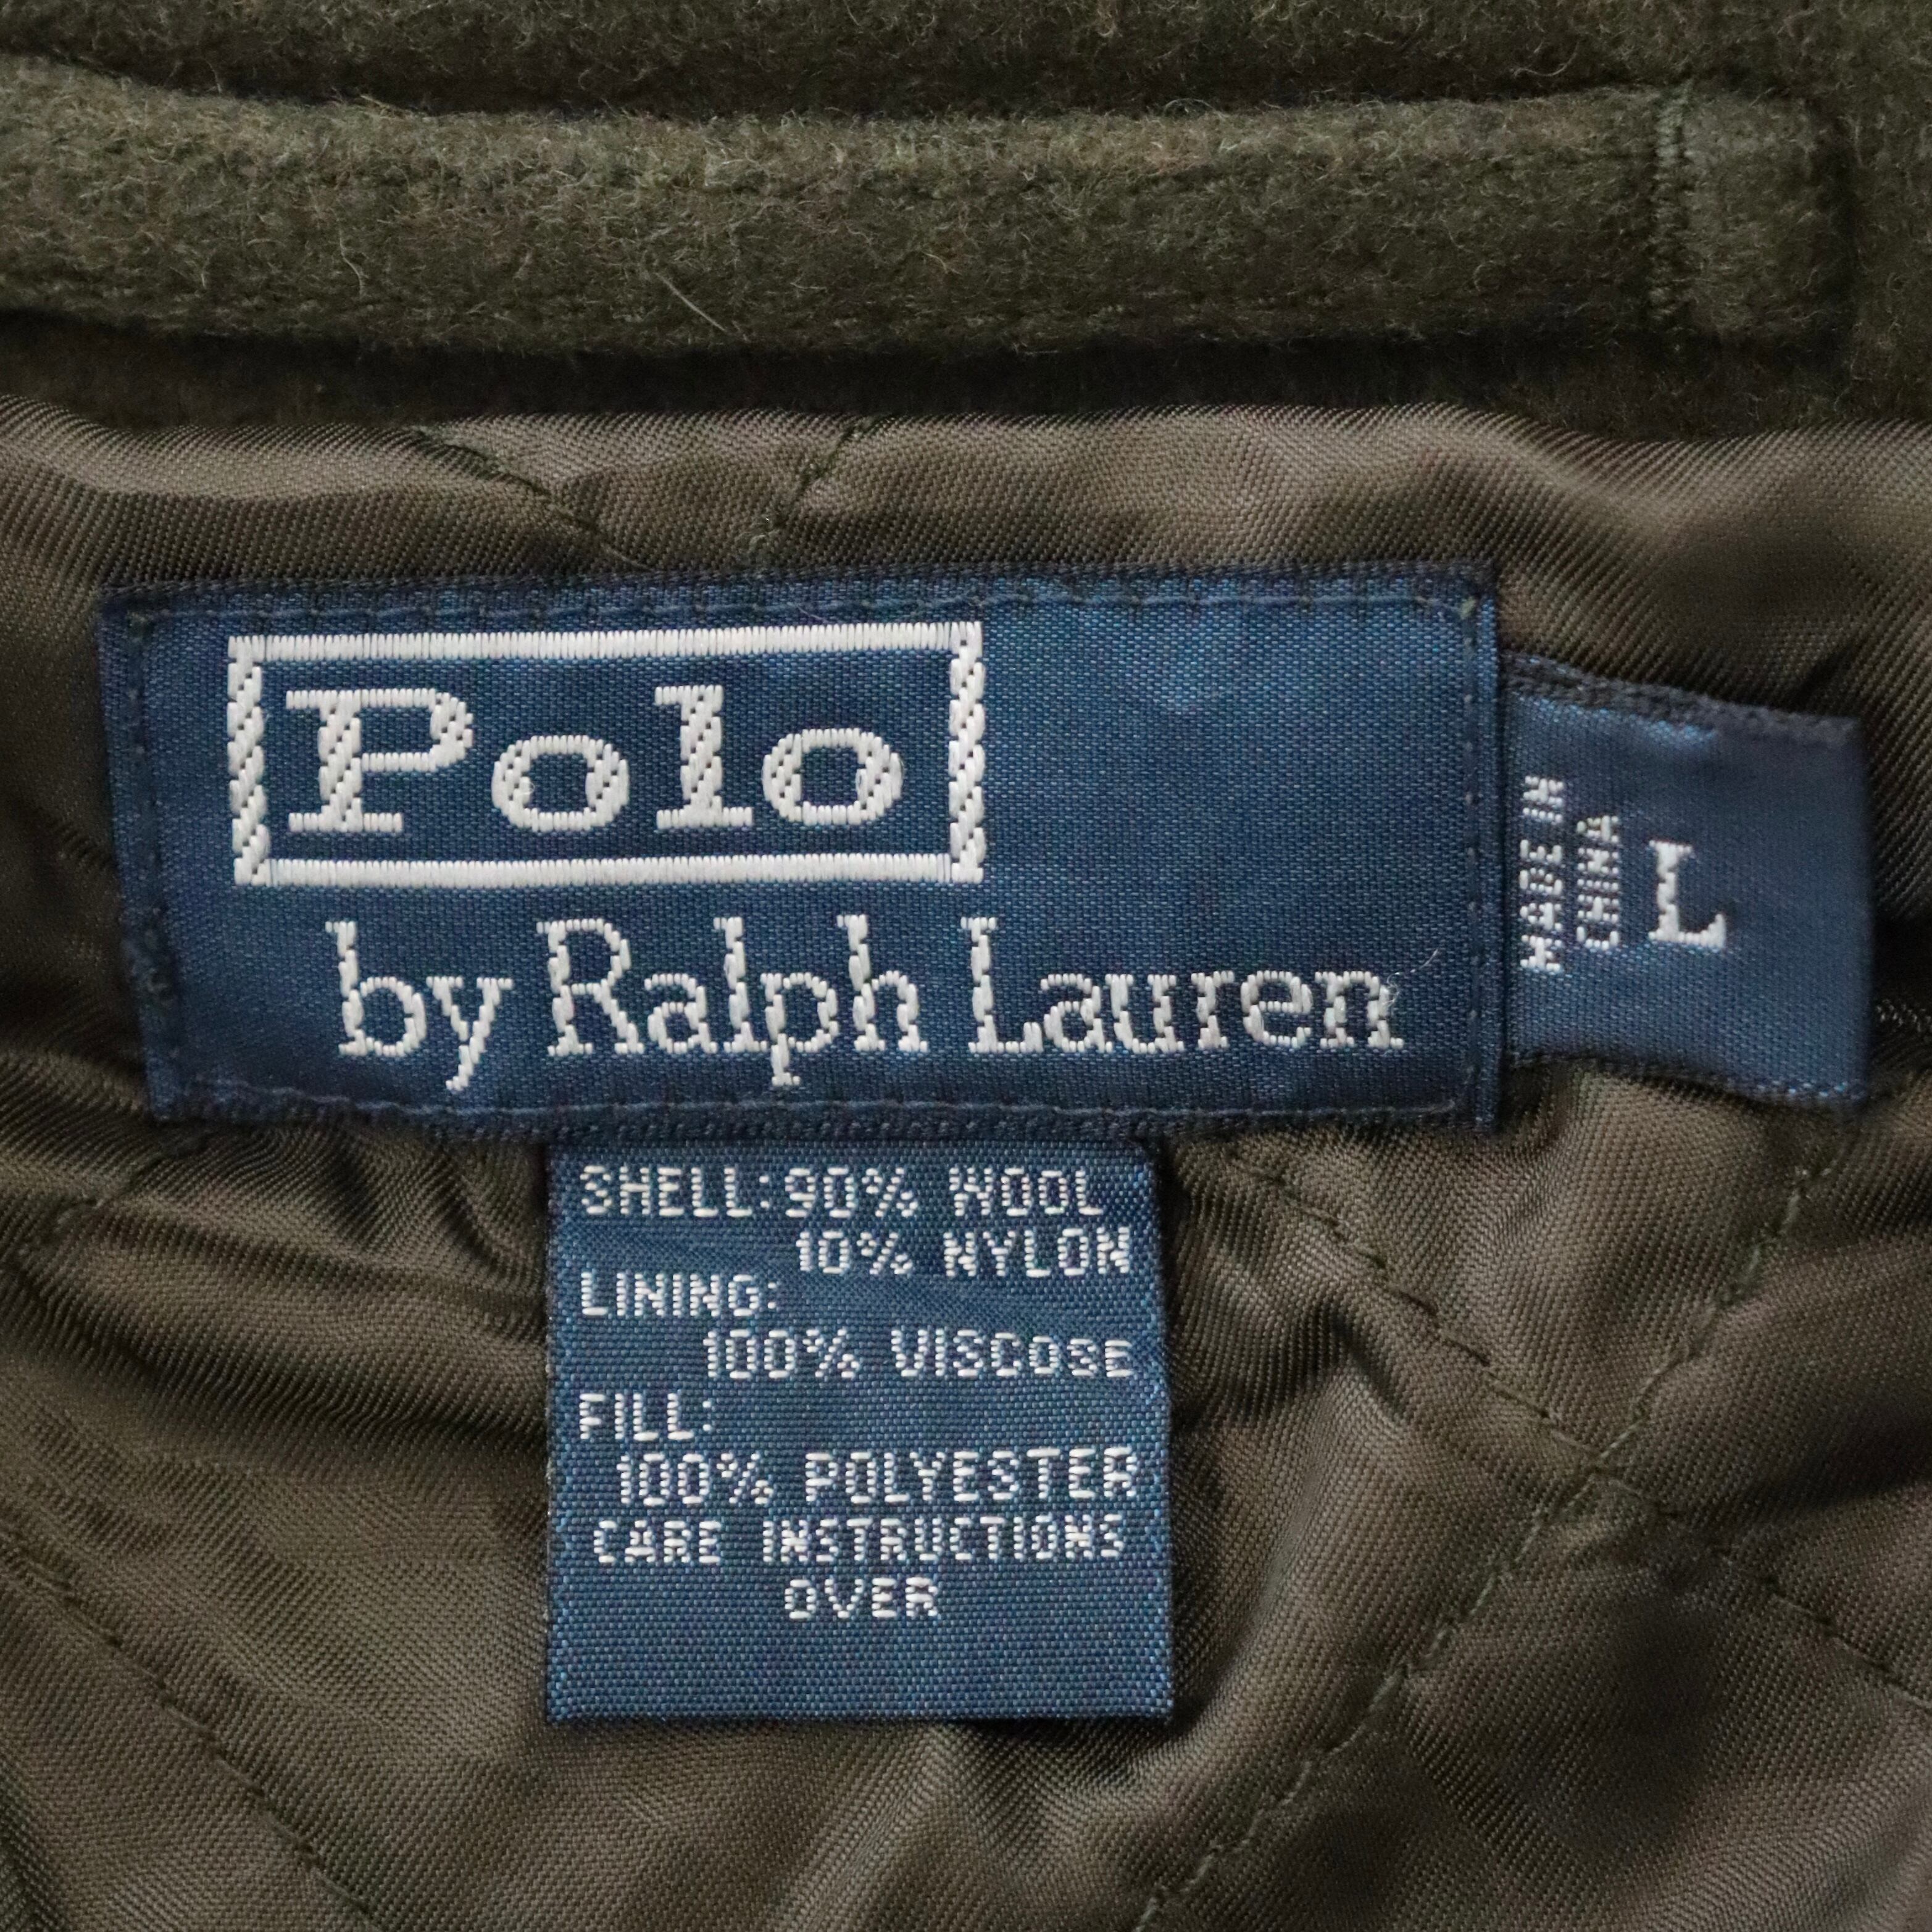 Polo
by Ralph Lauren
MADE IN
CHINA
L
SHELL:90% WOOL
10% NYLON
LINING:
100% VISCOSE
FILL:
100% POLYESTER
CARE INSTRUCTIONS
OVER